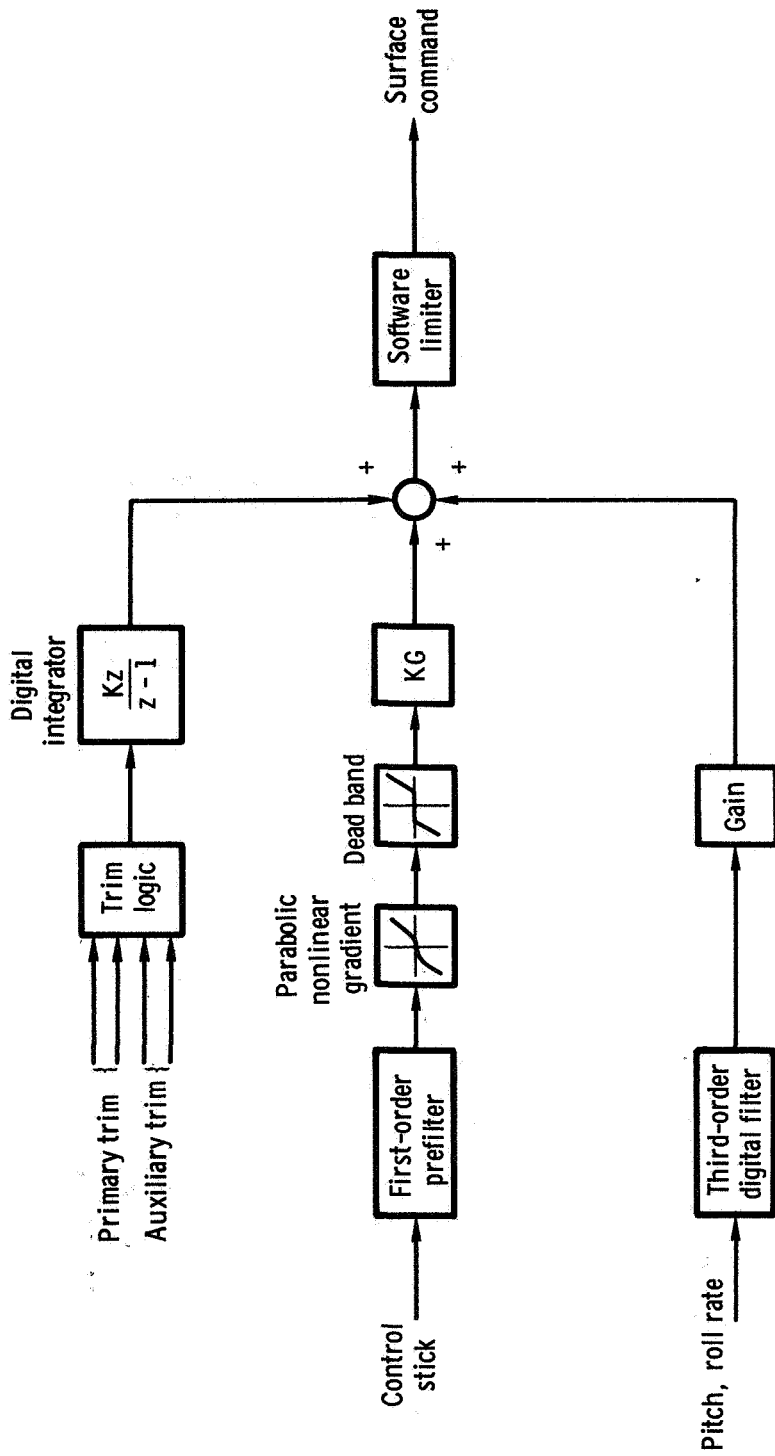 Primary trim
Auxiliary trim
Trim
logic
Digital
integrator
Kz
z - 1
+
Control
stick
First-order
prefilter
Parabolic
nonlinear
gradient
Dead band
KG
+
Software
limiter
Surface
command
Pitch, roll rate
Third-order
digital filter
Gain
+